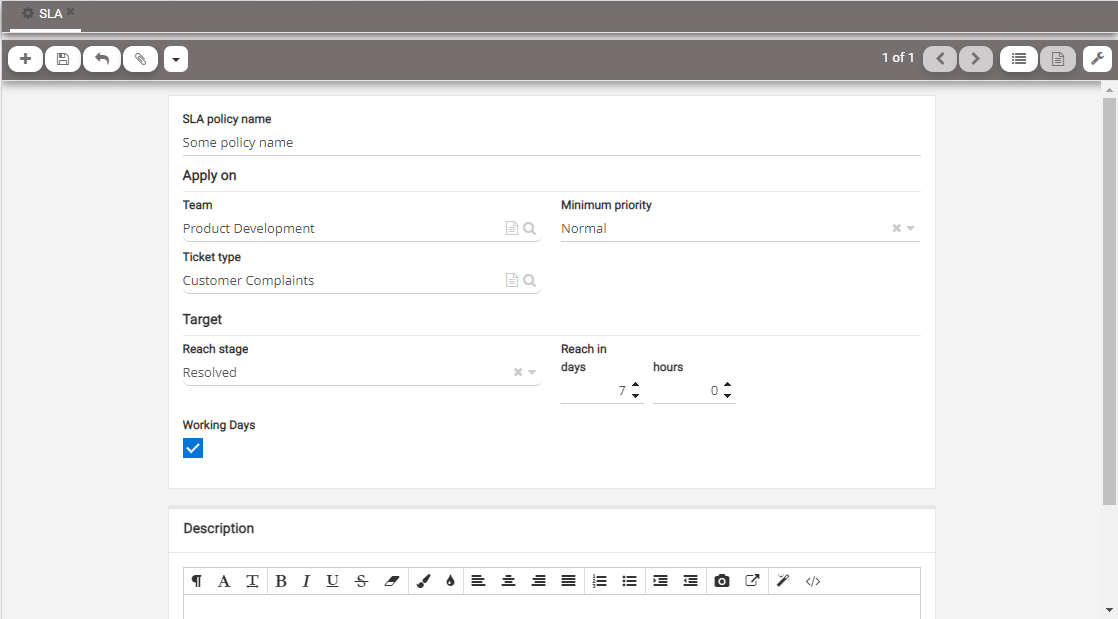 SLA
1 of 1
SLA policy name
Some policy name
Apply on
Team
Minimum priority
Product Development
Normal
Ticket type
Customer Complaints
Target
Reach stage
Reach in
days
hours
Resolved
7
0
Working Days
Description
¶ A T B I U S </>